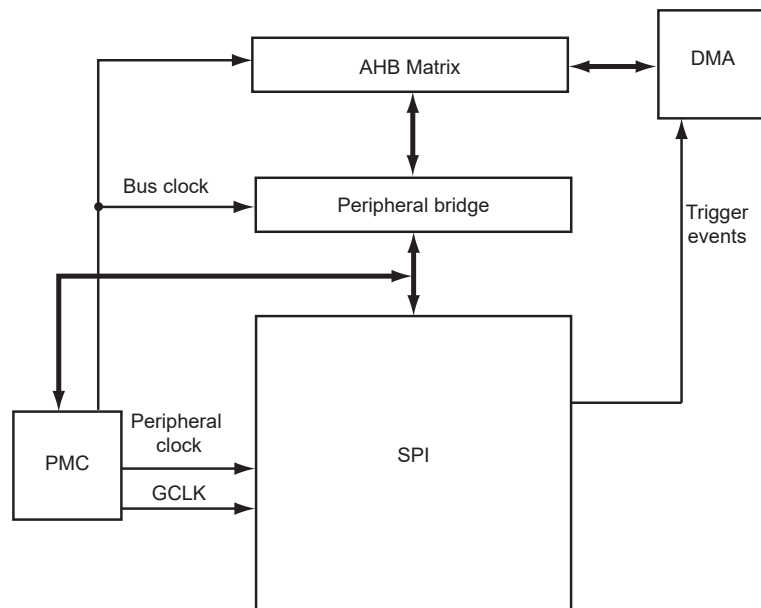 AHB Matrix
DMA
Bus clock
Peripheral bridge
Trigger
events
Peripheral
clock
PMC
SPI
GCLK